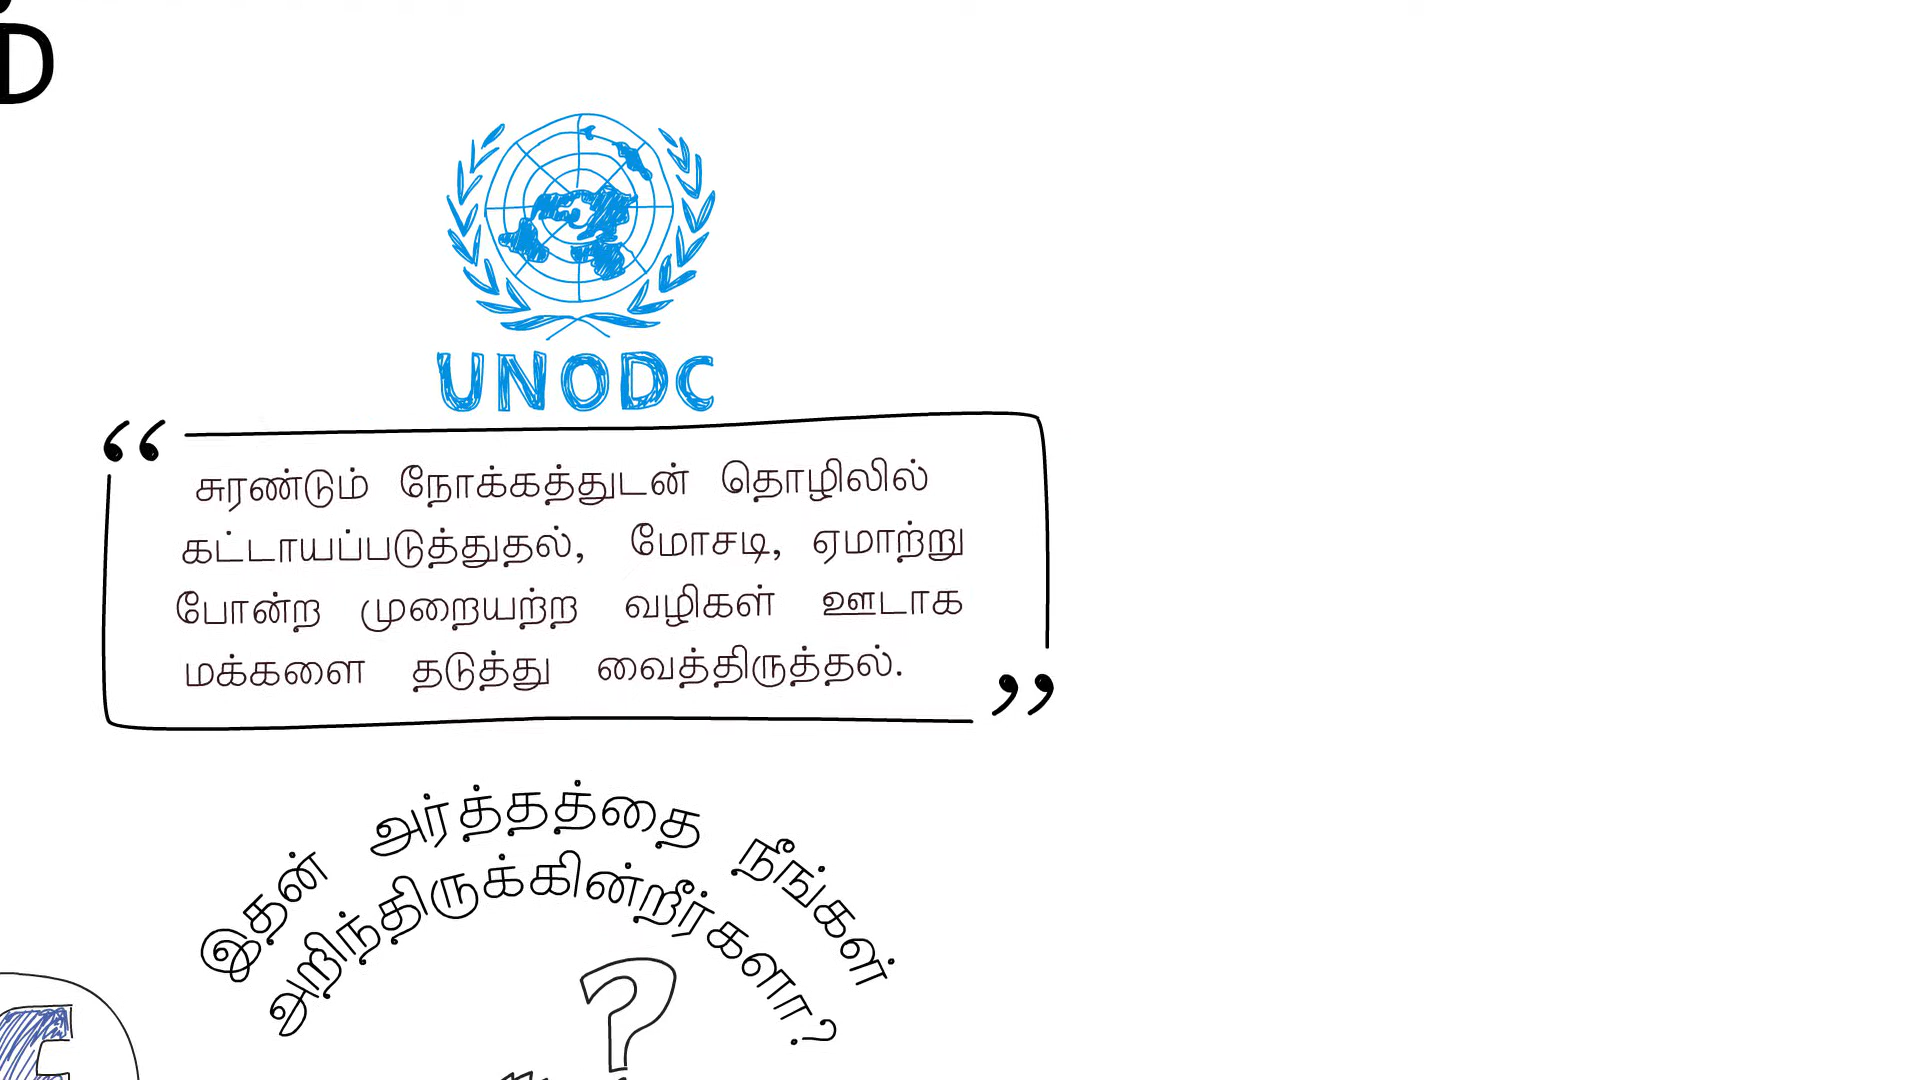 UNODC
“
சுரண்டும் நோக்கத்துடன் தொழிலில்
கட்டாயப்படுத்துதல், மோசடி, ஏமாற்று
போன்ற முறையற்ற வழிகள் ஊடாக
மக்களை தடுத்து வைத்திருத்தல்.
”
இதன் அர்த்தத்தை நீங்கள்
அறிந்திருக்கின்றீர்களா?
?